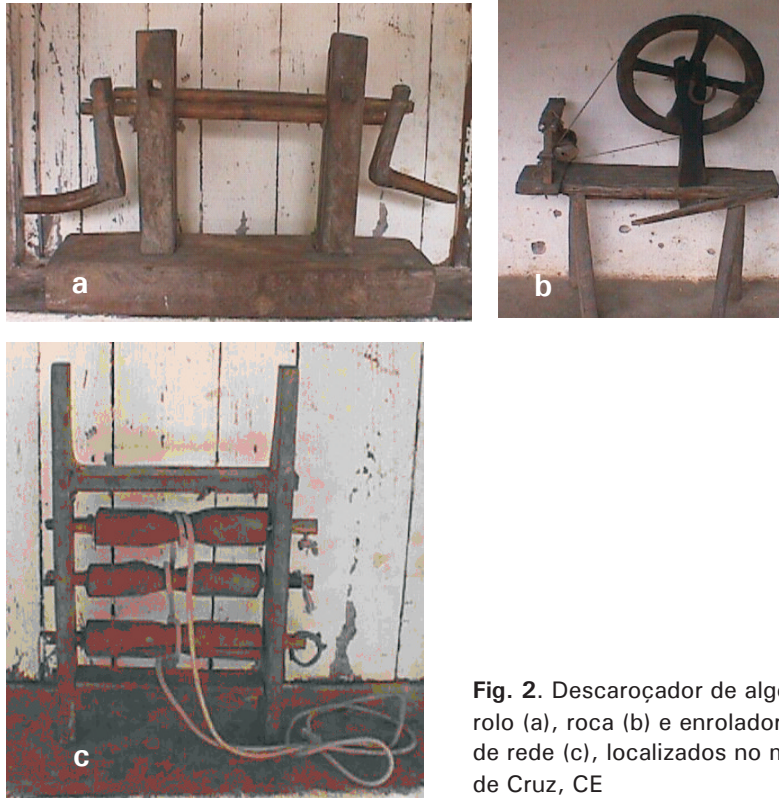 a
b
c
Fig. 2. Descaroçador de
rolo (a), roca (b) e enrolador
de rede (c), localizados no
de Cruz, CE